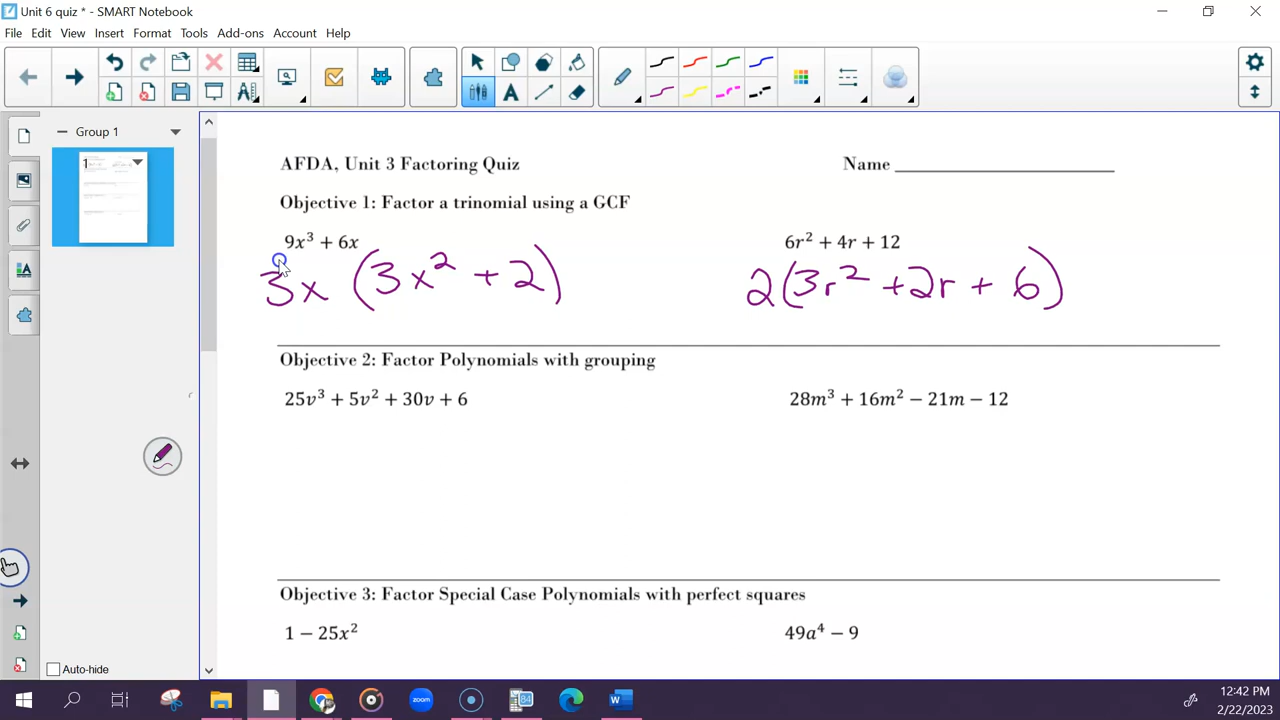 Unit 6 quiz * - SMART Notebook
File Edit View Insert Format Tools Add-ons Account Help
Group 1
1
AFDA, Unit 3 Factoring Quiz Name ____________________
Objective 1: Factor a trinomial using a GCF
9x³ + 6x 6r² + 4r + 12
3x (3x² + 2) 2(3r² + 2r + 6)
Objective 2: Factor Polynomials with grouping
25v³ + 5v² + 30v + 6 28m³ + 16m² − 21m − 12
Objective 3: Factor Special Case Polynomials with perfect squares
1 − 25x² 49a⁴ − 9
Auto-hide
zoom
84
12:42 PM
2/22/2023